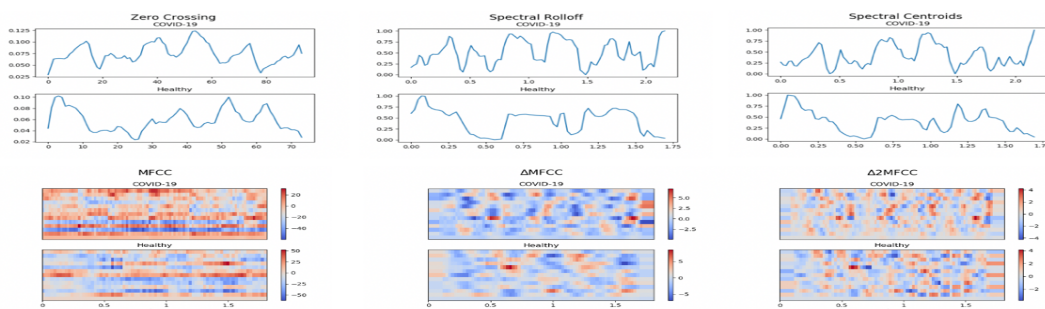 Zero Crossing
COVID-19
0.125
0.100
0.075
0.050
0.025
0 20 40 60 80
Healthy
0.10
0.08
0.06
0.04
0.02
0 10 20 30 40 50 60 70
Spectral Rolloff
COVID-19
1.00
0.75
0.50
0.25
0.00
0.0 0.5 1.0 1.5 2.0
Healthy
1.00
0.75
0.50
0.25
0.00
0.00 0.25 0.50 0.75 1.00 1.25 1.50 1.75
Spectral Centroids
COVID-19
1.00
0.75
0.50
0.25
0.00
0.0 0.5 1.0 1.5 2.0
Healthy
1.00
0.75
0.50
0.25
0.00
0.00 0.25 0.50 0.75 1.00 1.25 1.50 1.7
MFCC
COVID-19
20
0
−20
−40
Healthy
50
25
0
−25
−50
0 0.5 1 1.5
ΔMFCC
COVID-19
5.0
2.5
0.0
−2.5
Healthy
5
0
−5
0 0.5 1 1.5
Δ2MFCC
COVID-19
4
2
0
−2
−4
Healthy
4
2
0
−2
0 0.5 1 1.5